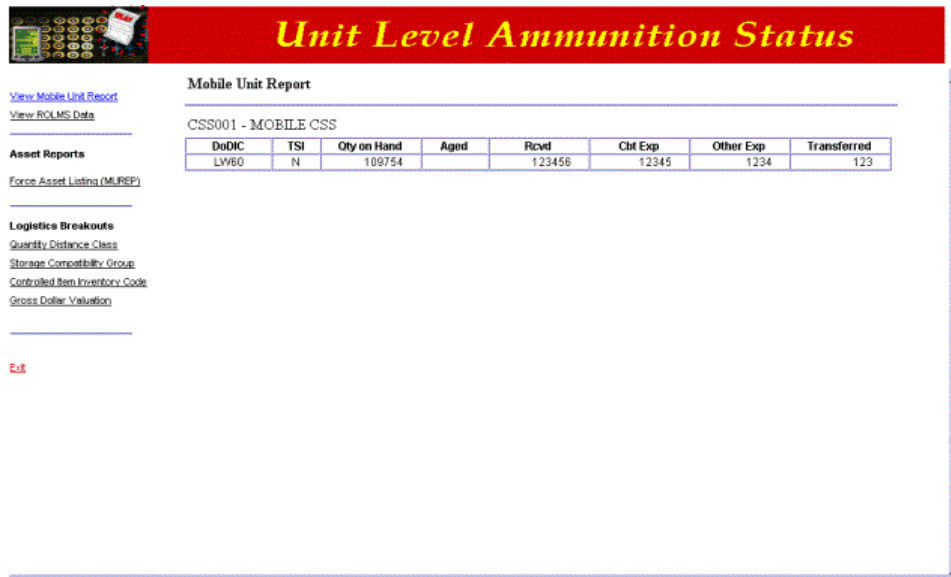 Unit Level Ammunition Status
View Mobile Unit Report
View ROLMS Data
Asset Reports
Force Asset Listing (MUREP)
Logistics Breakouts
Quantity Distance Class
Storage Compatibility Group
Controlled Item Inventory Code
Gross Dollar Valuation
Exit
Mobile Unit Report
CSS001 - MOBILE CSS
DoDIC TSI Qty on Hand Aged Rcvd Cbt Exp Other Exp Transferred
LW60 N 109754 123456 12345 1234 123